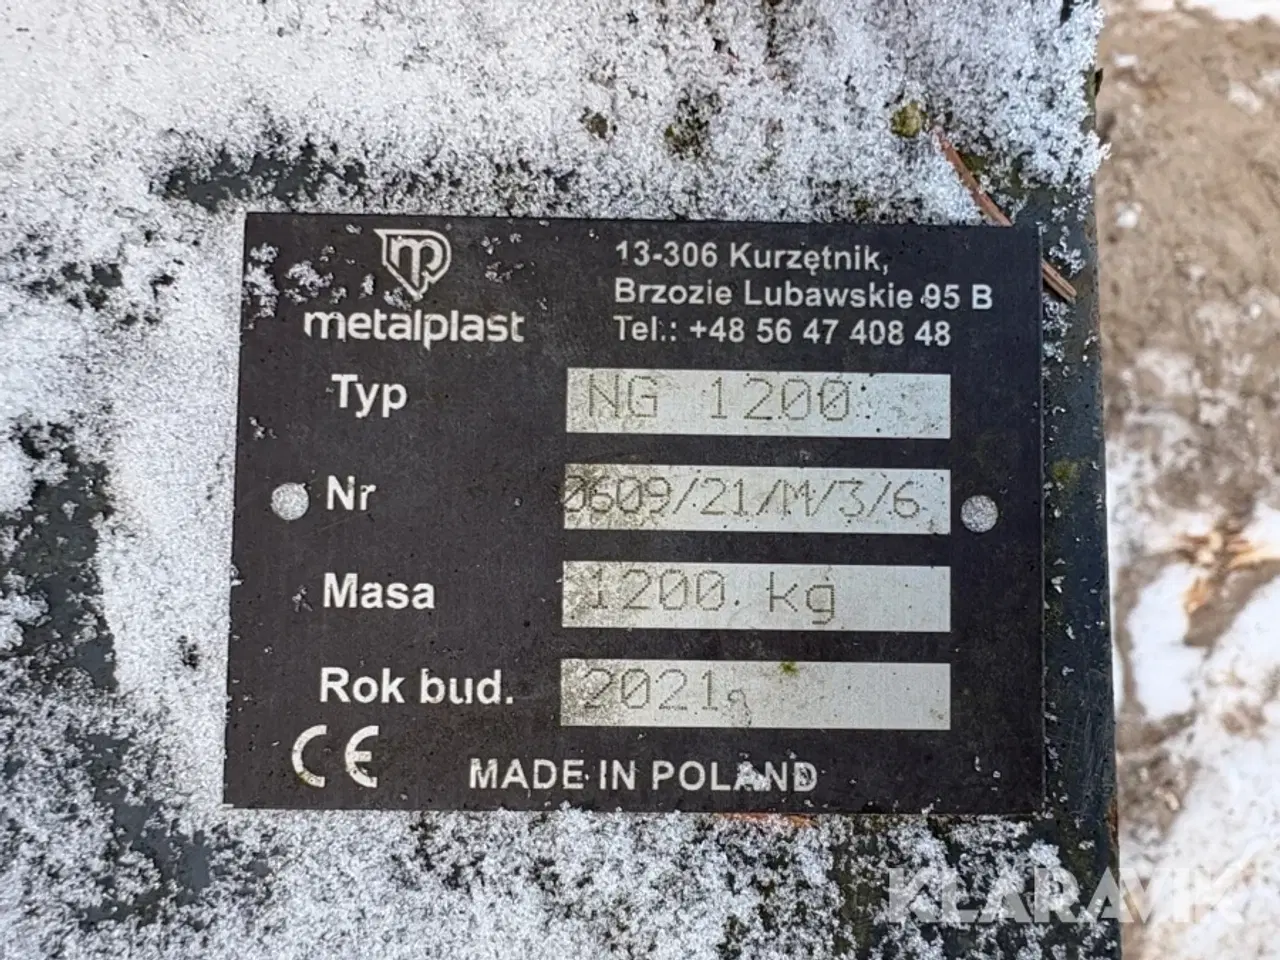 metalplast
13-306 Kurzętnik,
Brzozie Lubawskie 95 B
Tel.: +48 56 47 408 48
Typ NG 1200
Nr 0609/21/M/3/6
Masa 1200 kg
Rok bud. 2021
CE MADE IN POLAND
KLARAVIK